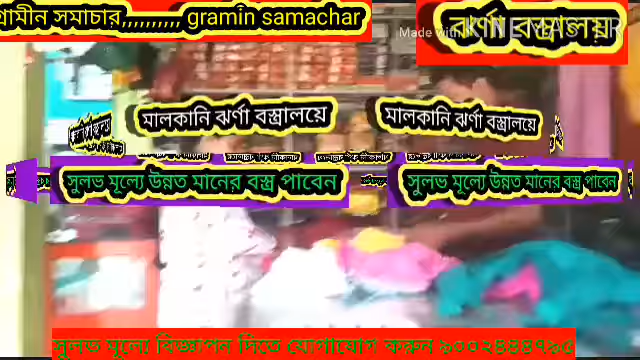 গ্রামীন সমাচার,,,,,,,,,, gramin samachar
ঝর্ণা বস্ত্রালয়
Made with KINEMASTER
মালকানি ঝর্ণা বস্ত্রালয়ে
মালকানি ঝর্ণা বস্ত্রালয়ে
সুলভ মূল্যে উন্নত মানের বস্ত্র পাবেন
সুলভ মূল্যে উন্নত মানের বস্ত্র পাবেন
সুলভ মূল্যে বিজ্ঞাপন দিতে যোগাযোগ করুন ৯০০২৪৪৪৭৯৫